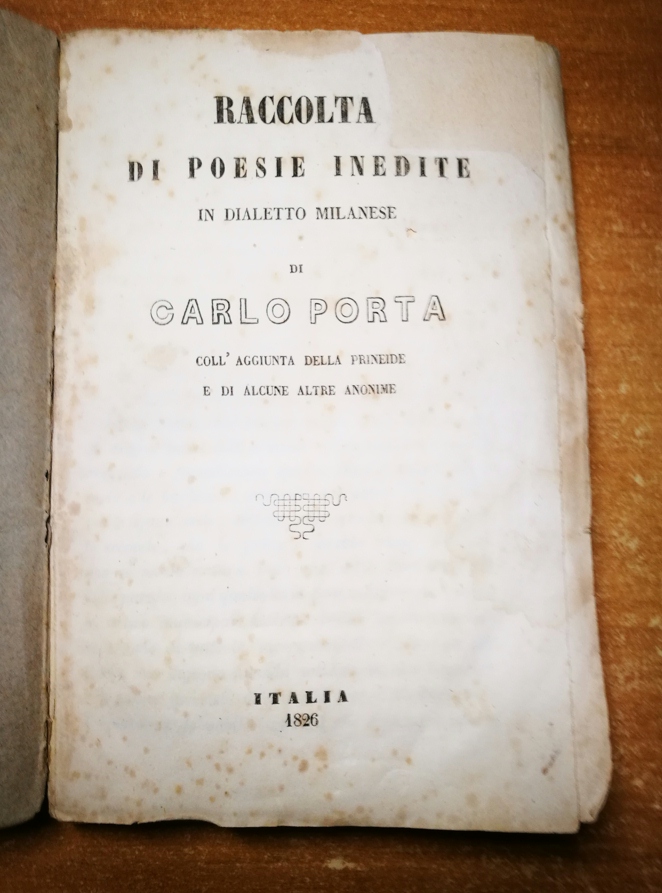 RACCOLTA
DI POESIE INEDITE
IN DIALETTO MILANESE
DI
CARLO PORTA
COLL' AGGIUNTA DELLA PRINEIDE
E DI ALCUNE ALTRE ANONIME
ITALIA
1826